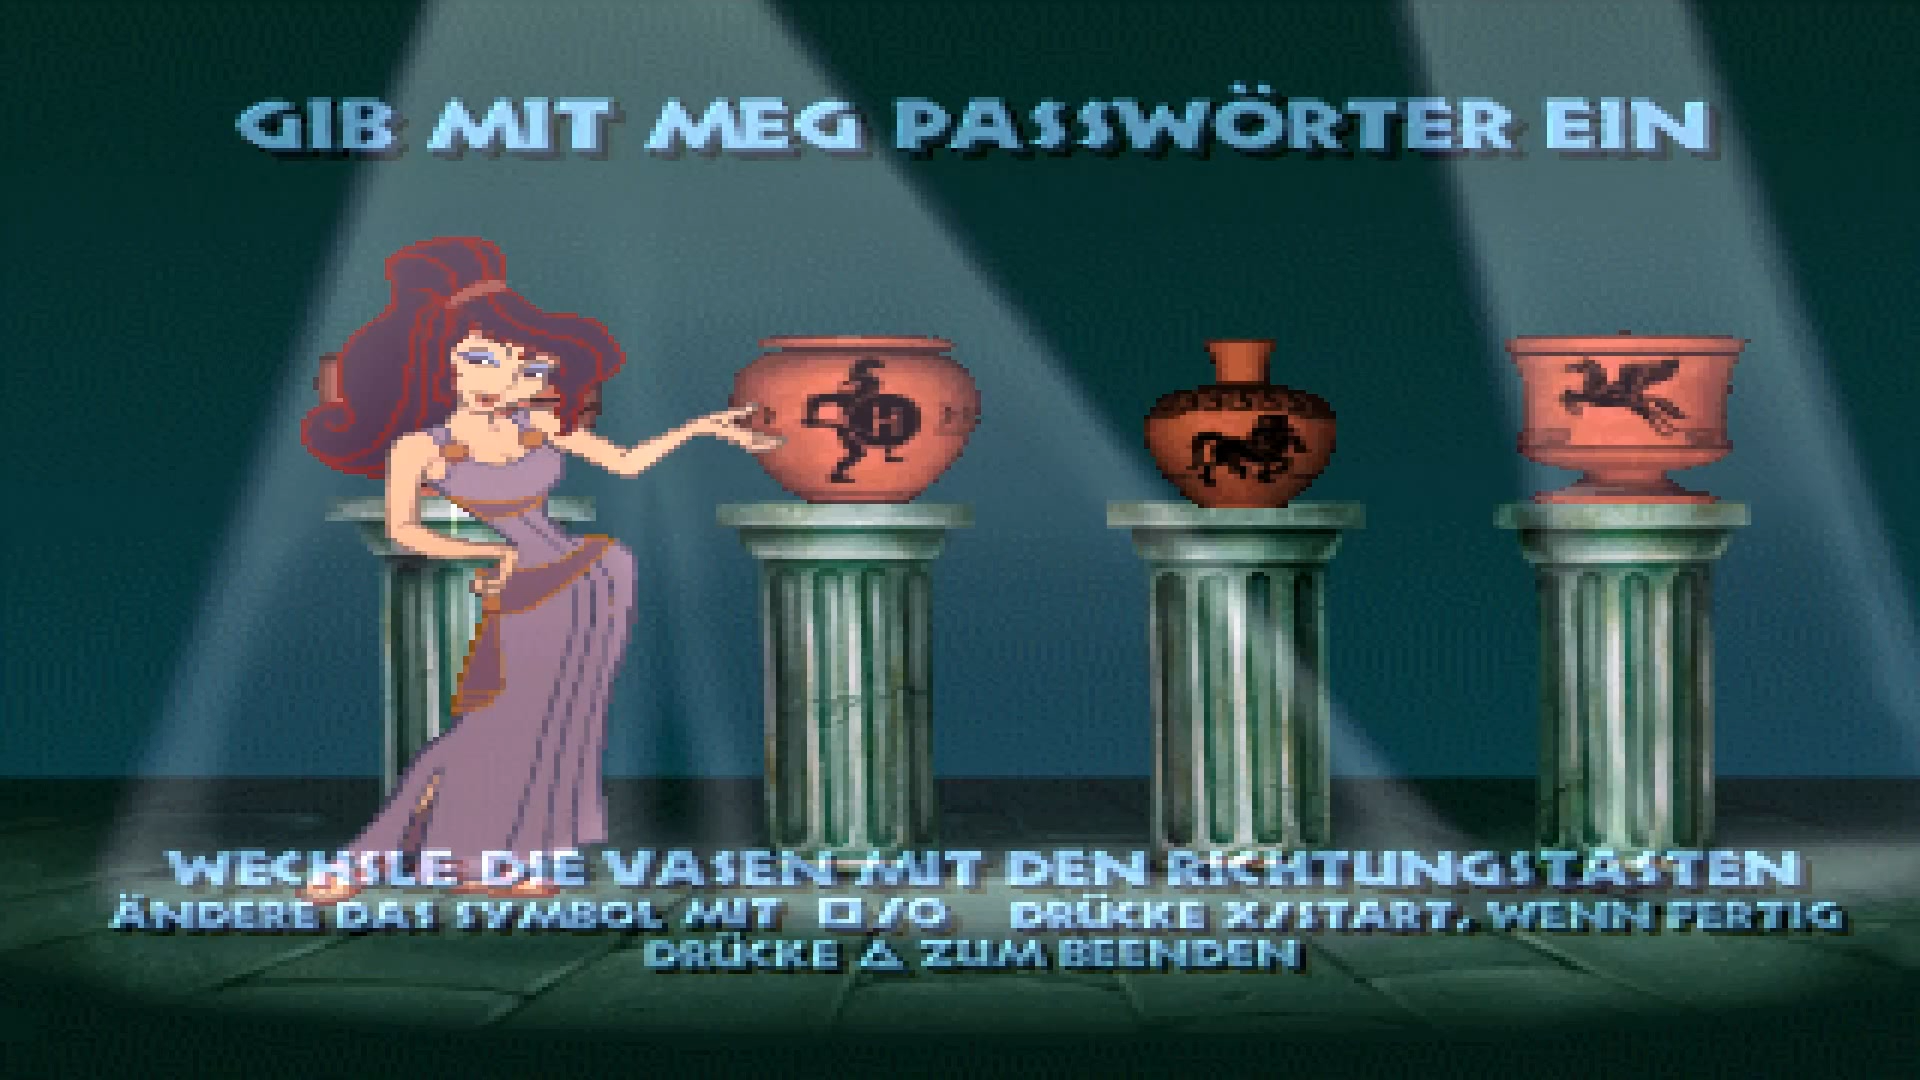 GIB MIT MEG PASSWÖRTER EIN
H
WECHSLE DIE VASEN MIT DEN RICHTUNGSTASTEN
ÄNDERE DAS SYMBOL MIT □/O DRÜCKE X/START, WENN FERTIG
DRÜCKE △ ZUM BEENDEN